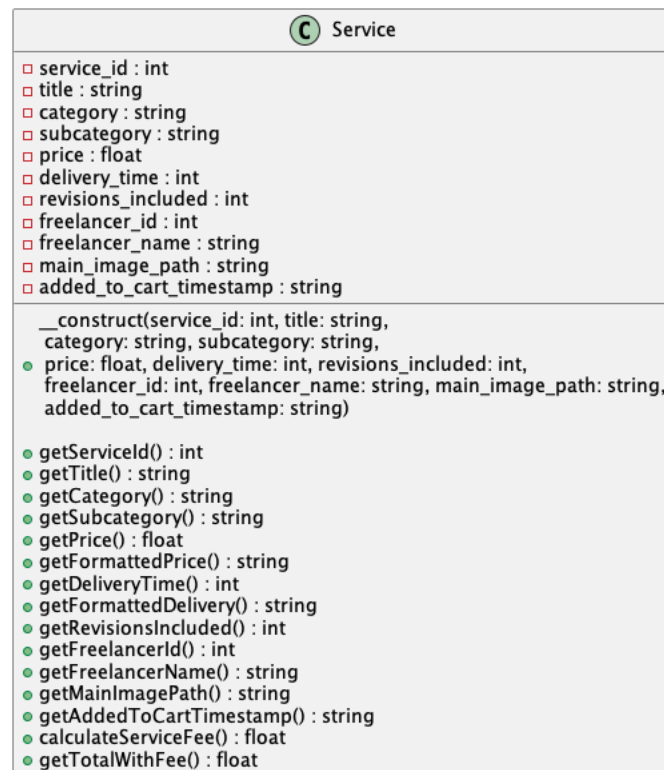 C Service
service_id : int
title : string
category : string
subcategory : string
price : float
delivery_time : int
revisions_included : int
freelancer_id : int
freelancer_name : string
main_image_path : string
added_to_cart_timestamp : string
__construct(service_id: int, title: string,
category: string, subcategory: string,
price: float, delivery_time: int, revisions_included: int,
freelancer_id: int, freelancer_name: string, main_image_path: string,
added_to_cart_timestamp: string)
getServiceId() : int
getTitle() : string
getCategory() : string
getSubcategory() : string
getPrice() : float
getFormattedPrice() : string
getDeliveryTime() : int
getFormattedDelivery() : string
getRevisionsIncluded() : int
getFreelancerId() : int
getFreelancerName() : string
getMainImagePath() : string
getAddedToCartTimestamp() : string
calculateServiceFee() : float
getTotalWithFee() : float